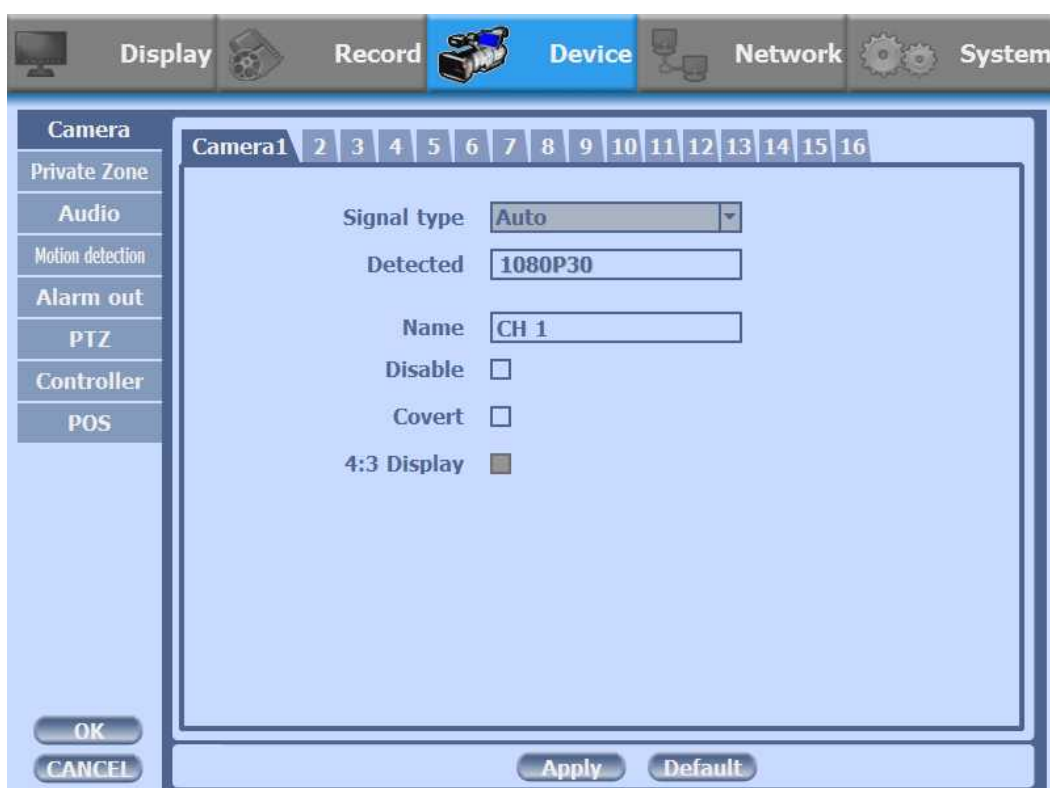 Display Record Device Network System
Camera
Private Zone
Audio
Motion detection
Alarm out
PTZ
Controller
POS
Camera1 2 3 4 5 6 7 8 9 10 11 12 13 14 15 16
Signal type Auto
Detected 1080P30
Name CH 1
Disable
Covert
4:3 Display
OK
CANCEL
Apply Default